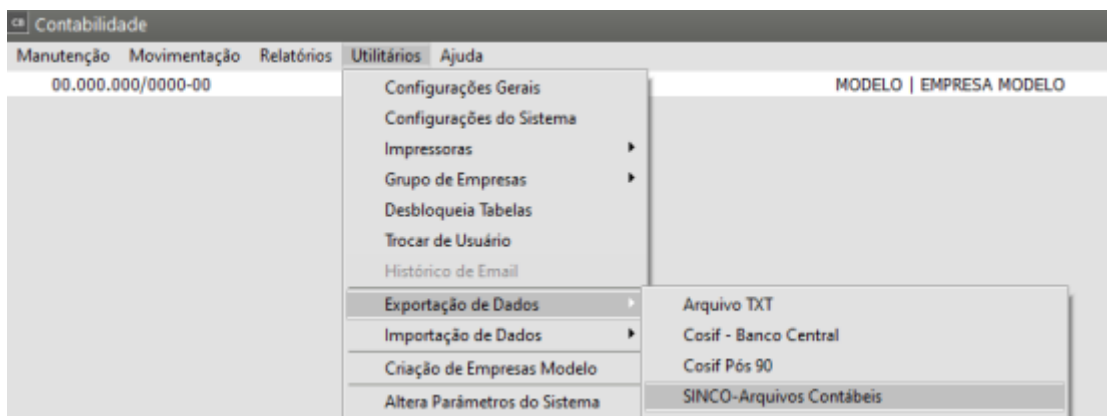 CB Contabilidade
Manutenção Movimentação Relatórios Utilitários Ajuda
00.000.000/0000-00 MODELO | EMPRESA MODELO
Configurações Gerais
Configurações do Sistema
Impressoras
Grupo de Empresas
Desbloqueia Tabelas
Trocar de Usuário
Histórico de Email
Exportação de Dados
Importação de Dados
Criação de Empresas Modelo
Altera Parâmetros do Sistema
Arquivo TXT
Cosif - Banco Central
Cosif Pós 90
SINCO-Arquivos Contábeis